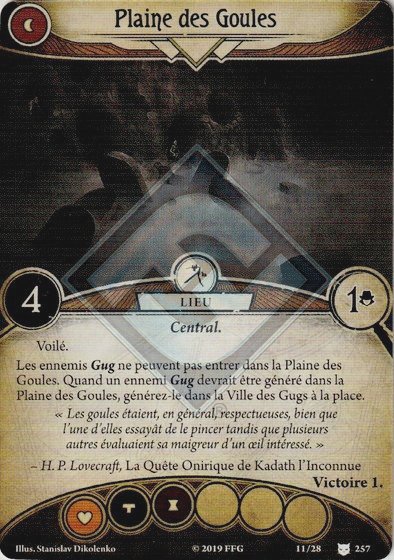 Plaine des Goules
4
LIEU
1
Central.
Voilé.
Les ennemis Gug ne peuvent pas entrer dans la Plaine des
Goules. Quand un ennemi Gug devrait être généré dans la
Plaine des Goules, générez-le dans la Ville des Gugs à la place.
« Les goules étaient, en général, respectueuses, bien que
l'une d'elles essayât de le pincer tandis que plusieurs
autres évaluaient sa maigreur d'un œil intéressé. »
– H. P. Lovecraft, La Quête Onirique de Kadath l'Inconnue
Victoire 1.
Illus. Stanislav Dikolenko © 2019 FFG 11/28 257